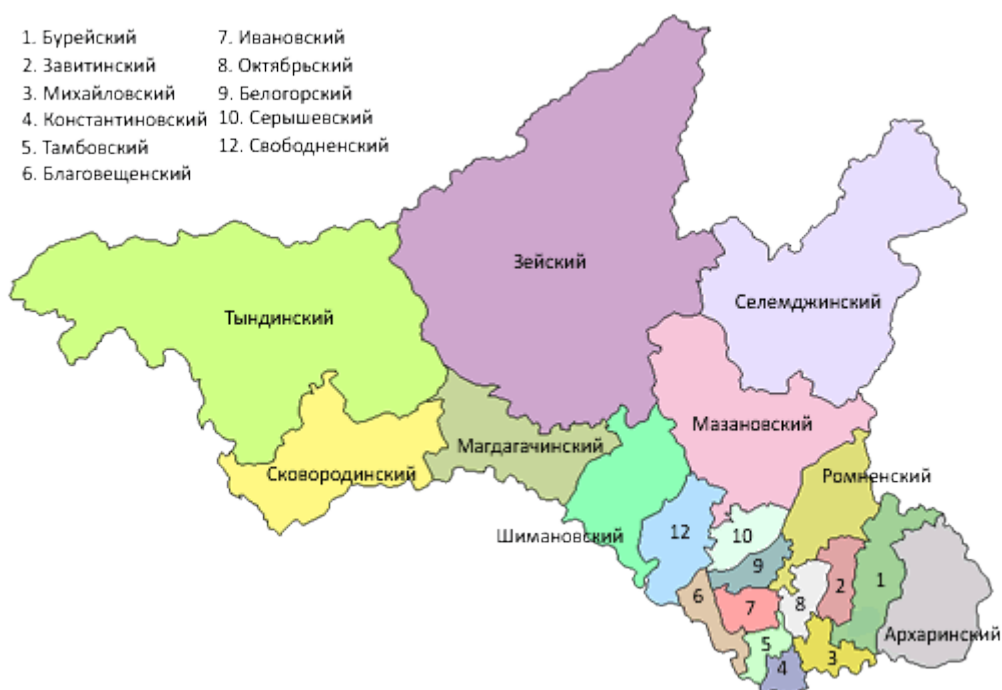 1. Бурейский
2. Завитинский
3. Михайловский
4. Константиновский
5. Тамбовский
6. Благовещенский
7. Ивановский
8. Октябрьский
9. Белогорский
10. Серышевский
12. Свободненский
Зейский
Селемджинский
Тындинский
Мазановский
Магдагачинский
Сковородинский
Ромненский
Шимановский
12
10
9
2
1
6
7
8
Архаринский
5
3
4